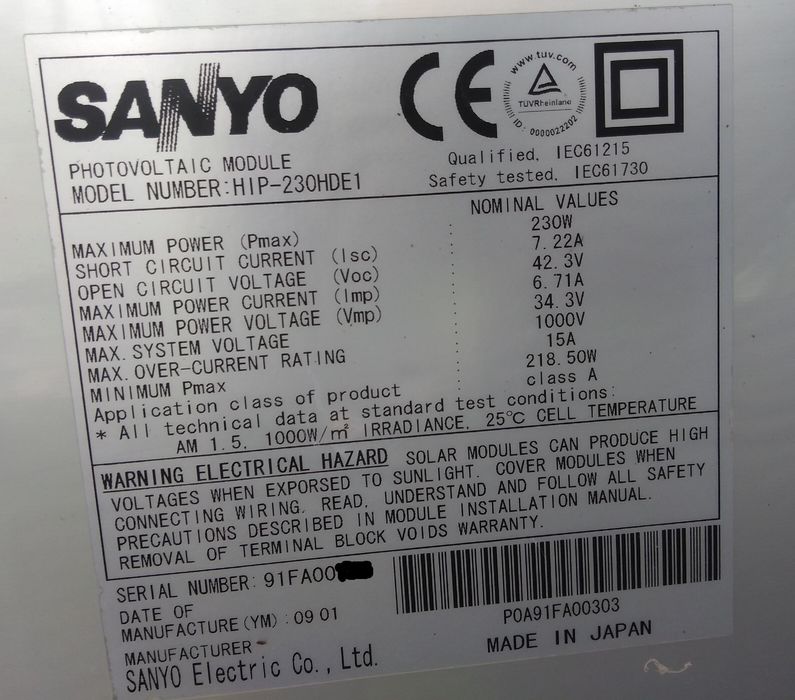 SANYO
CE
www.tuv.com
TÜVRheinland
ID: 0000022202
PHOTOVOLTAIC MODULE
MODEL NUMBER:HIP-230HDE1
Qualified, IEC61215
Safety tested, IEC61730
NOMINAL VALUES
MAXIMUM POWER (Pmax) : 230W
SHORT CIRCUIT CURRENT (Isc) : 7.22A
OPEN CIRCUIT VOLTAGE (Voc) : 42.3V
MAXIMUM POWER CURRENT (Imp) : 6.71A
MAXIMUM POWER VOLTAGE (Vmp) : 34.3V
MAX.SYSTEM VOLTAGE : 1000V
MAX.OVER-CURRENT RATING : 15A
MINIMUM Pmax : 218.50W
Application class of product : class A
* All technical data at standard test conditions:
AM 1.5, 1000W/㎡ IRRADIANCE, 25℃ CELL TEMPERATURE
WARNING ELECTRICAL HAZARD SOLAR MODULES CAN PRODUCE HIGH
VOLTAGES WHEN EXPORSED TO SUNLIGHT. COVER MODULES WHEN
CONNECTING WIRING. READ, UNDERSTAND AND FOLLOW ALL SAFETY
PRECAUTIONS DESCRIBED IN MODULE INSTALLATION MANUAL.
REMOVAL OF TERMINAL BLOCK VOIDS WARRANTY.
SERIAL NUMBER: 91FA00
DATE OF
MANUFACTURE(YM) : 09 01
MANUFACTURER
SANYO Electric Co., Ltd.
P0A91FA00303
MADE IN JAPAN